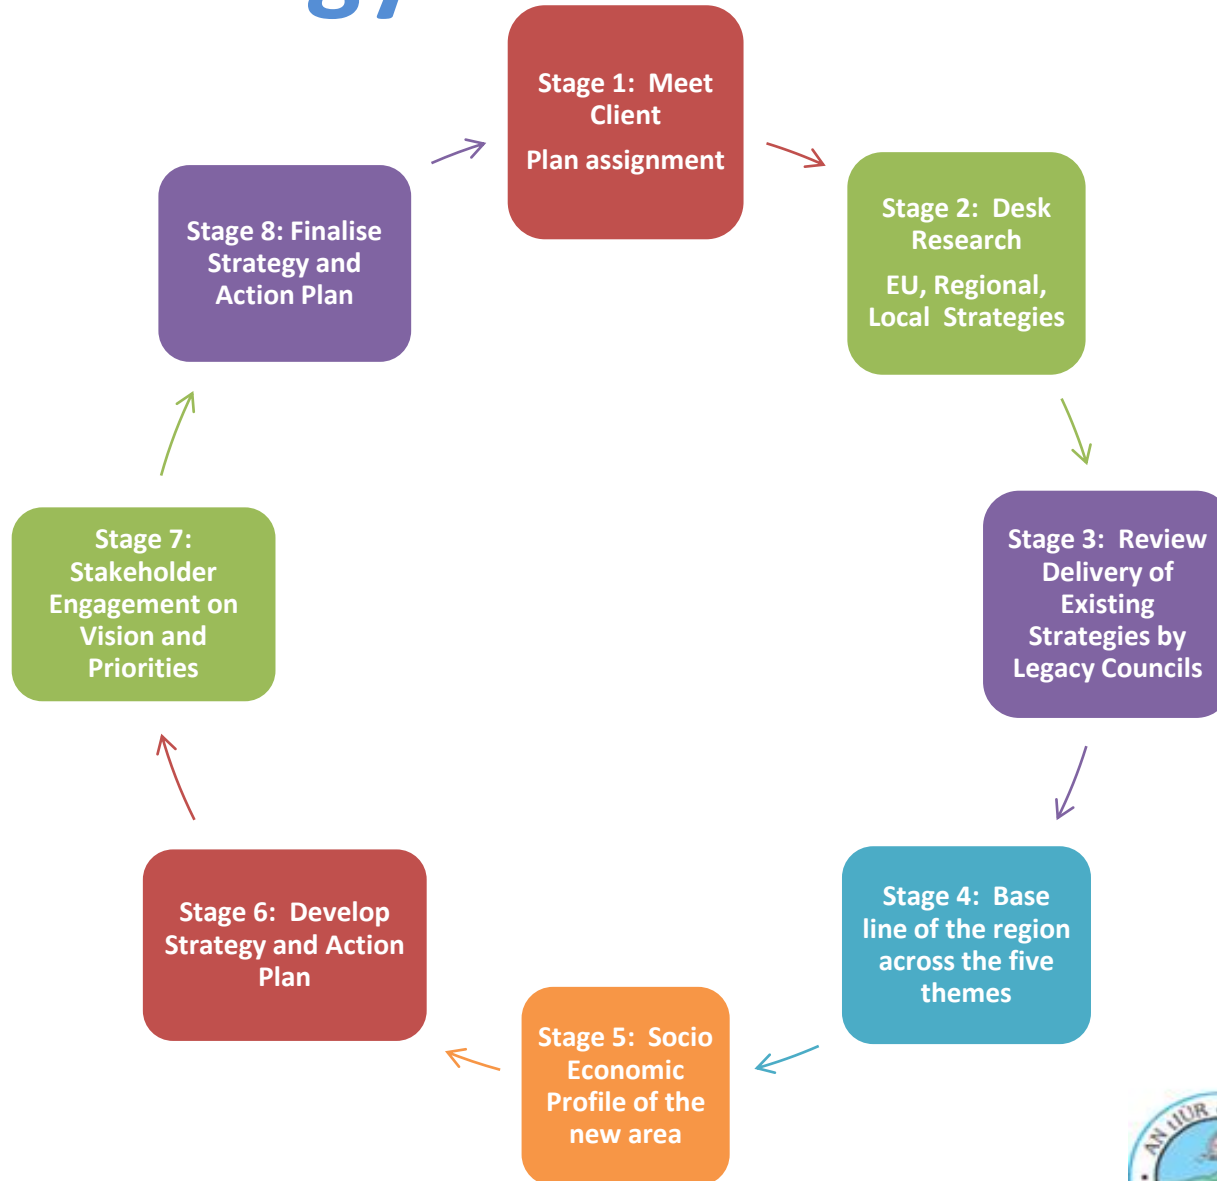 gy
Stage 1: Meet
Client
Plan assignment
Stage 2: Desk
Research
EU, Regional,
Local Strategies
Stage 3: Review
Delivery of
Existing
Strategies by
Legacy Councils
Stage 4: Base
line of the region
across the five
themes
Stage 5: Socio
Economic
Profile of the
new area
Stage 6: Develop
Strategy and Action
Plan
Stage 7:
Stakeholder
Engagement on
Vision and
Priorities
Stage 8: Finalise
Strategy and
Action Plan
AN IÚR